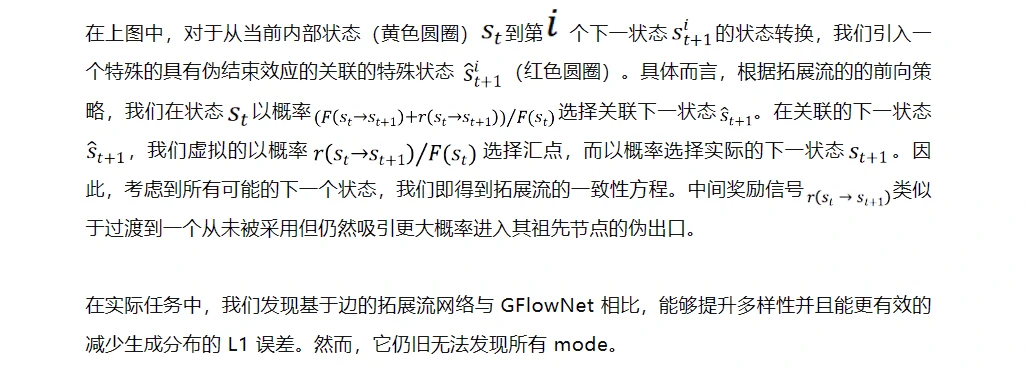 在上图中，对于从当前内部状态（黄色圆圈）$s_t$到第$i$个下一状态$s_{t+1}^i$的状态转换，我们引入一
个特殊的具有伪结束效应的关联的特殊状态 $\hat{s}_{t+1}^i$（红色圆圈）。具体而言，根据拓展流的的前向策
略，我们在状态$s_t$以概率$(F(s_t→s_{t+1})+r(s_t→s_{t+1}))/F(s_t)$选择关联下一状态$\hat{s}_{t+1}$。在关联的下一状态
$\hat{s}_{t+1}$，我们虚拟的以概率$r(s_t→s_{t+1})/F(s_t)$选择汇点，而以概率选择实际的下一状态$s_{t+1}$。因
此，考虑到所有可能的下一个状态，我们即得到拓展流的一致性方程。中间奖励信号$r(s_t → s_{t+1})$类似
于过渡到一个从未被采用但仍然吸引更大概率进入其祖先节点的伪出口。
在实际任务中，我们发现基于边的拓展流网络与 GFlowNet 相比，能够提升多样性并且能更有效的
减少生成分布的 L1 误差。然而，它仍旧无法发现所有 mode。